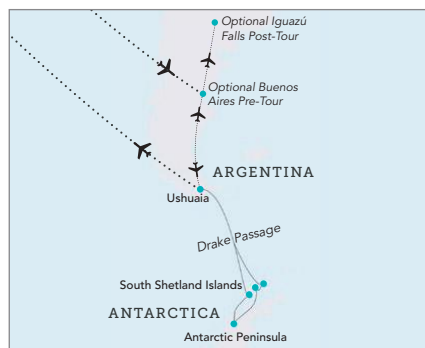 Optional Iguazú
Falls Post-Tour
Optional Buenos
Aires Pre-Tour
ARGENTINA
Ushuaia
Drake Passage
South Shetland Islands
ANTARCTICA
Antarctic Peninsula